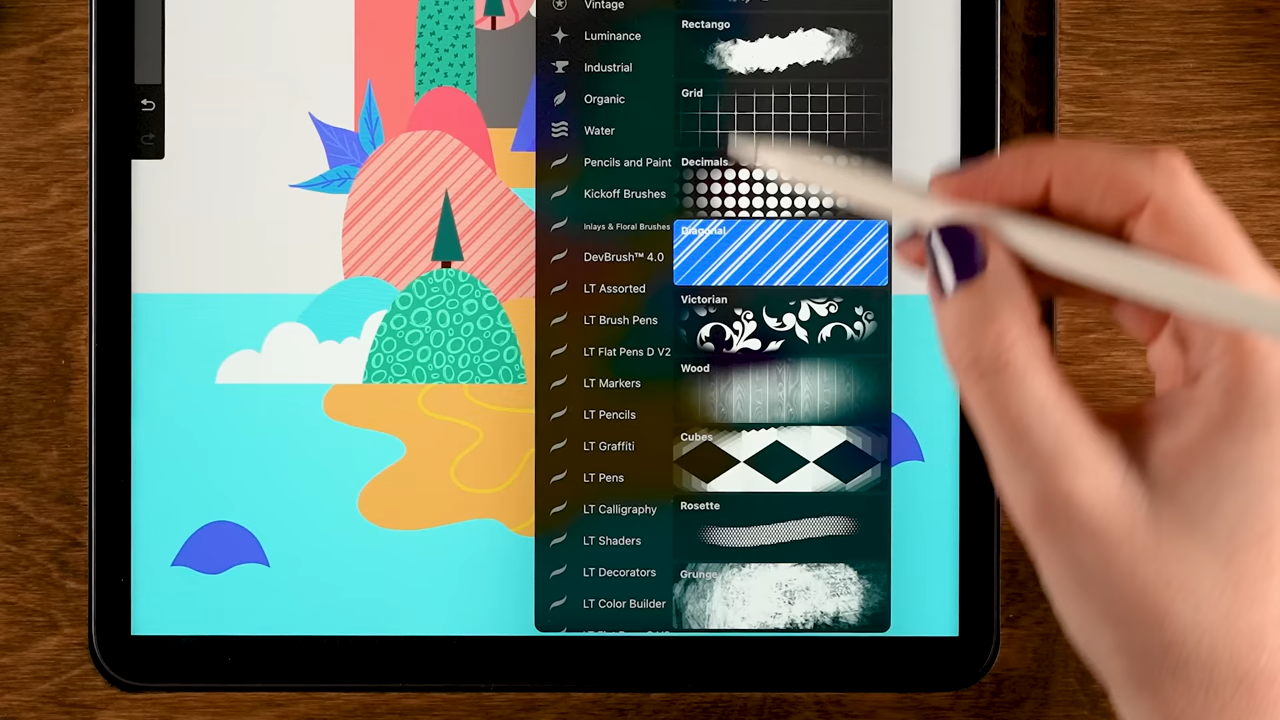 Vintage
Luminance
Industrial
Organic
Water
Pencils and Paint
Kickoff Brushes
Inlays & Floral Brushes
DevBrush™ 4.0
LT Assorted
LT Brush Pens
LT Flat Pens D V2
LT Markers
LT Pencils
LT Graffiti
LT Pens
LT Calligraphy
LT Shaders
LT Decorators
LT Color Builder
Rectango
Grid
Decimals
Diagonal
Victorian
Wood
Cubes
Rosette
Grunge